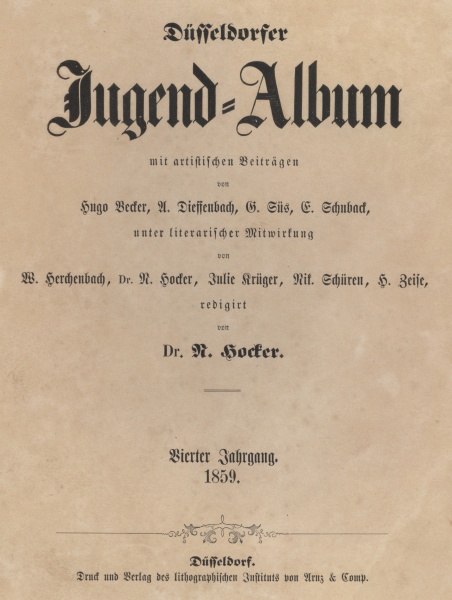 Düsseldorfer
Jugend=Album
mit artistischen Beiträgen
von
Hugo Becker, A. Dieffenbach, G. Süs, E. Schuback,
unter literarischer Mitwirkung
von
W. Herchenbach, Dr. N. Hocker, Julie Krüger, Nik. Schüren, H. Zeise,
redigirt
von
Dr. N. Hocker.
Vierter Jahrgang.
1859.
Düsseldorf.
Druck und Verlag des lithographischen Instituts von Arnz & Comp.